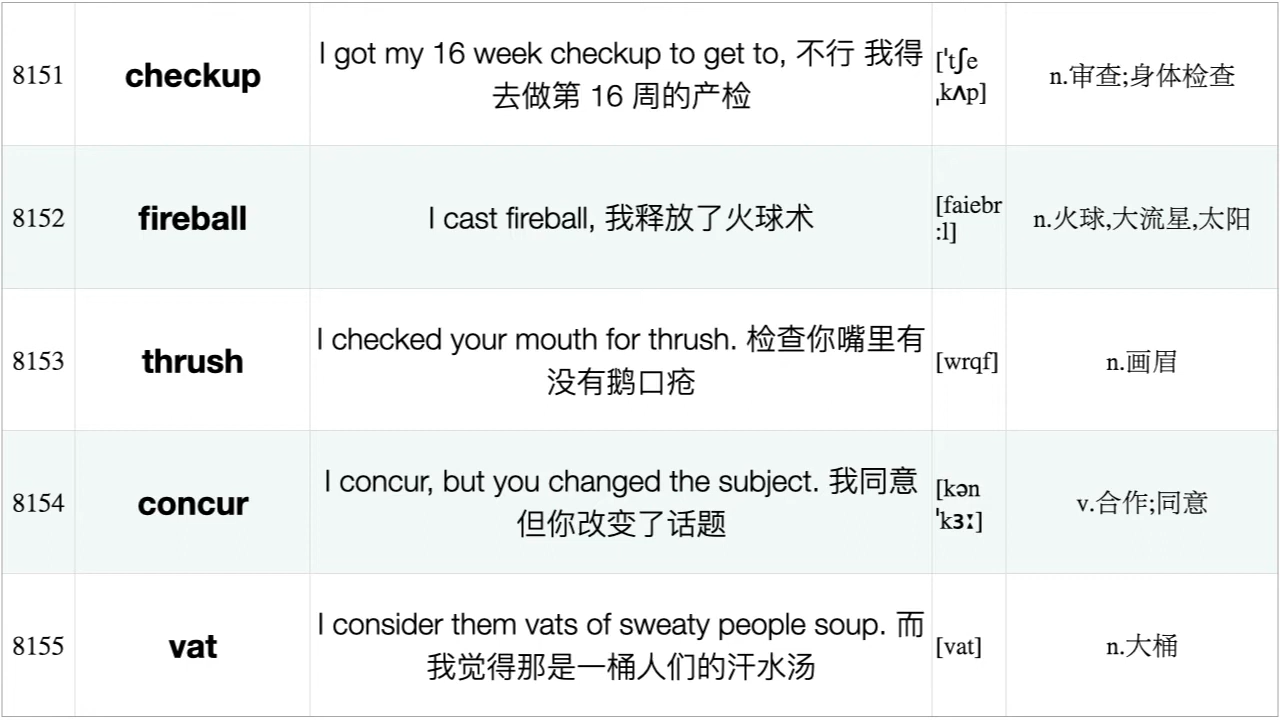 8151
checkup
I got my 16 week checkup to get to, 不行 我得
去做第 16 周的产检
[ˈtʃe
ˌkʌp]
n.审查;身体检查
8152
fireball
I cast fireball, 我释放了火球术
[faiebr
:l]
n.火球,大流星,太阳
8153
thrush
I checked your mouth for thrush. 检查你嘴里有
没有鹅口疮
[wrqf]
n.画眉
8154
concur
I concur, but you changed the subject. 我同意
但你改变了话题
[kən
ˈkɜː]
v.合作;同意
8155
vat
I consider them vats of sweaty people soup. 而
我觉得那是一桶人们的汗水汤
[vat]
n.大桶